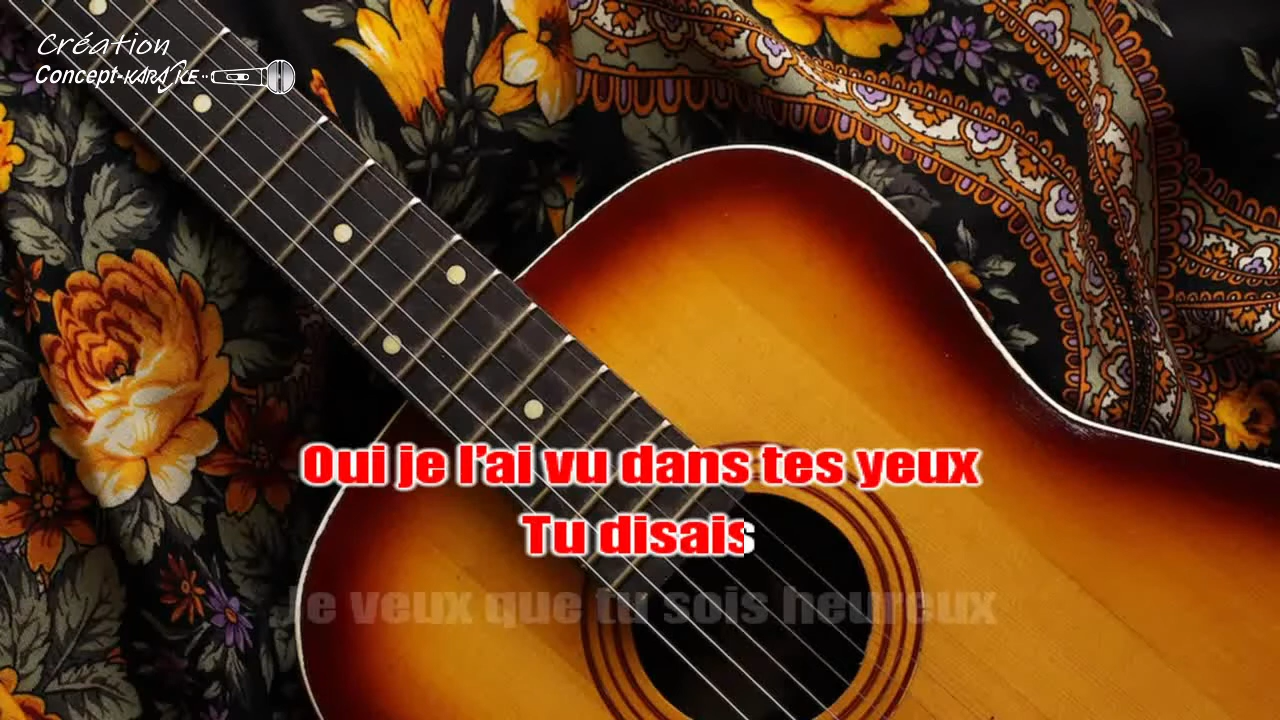 Création
Concept-KARAOKE
Oui je l'ai vu dans tes yeux
Tu disais
Je veux que tu sois heureux